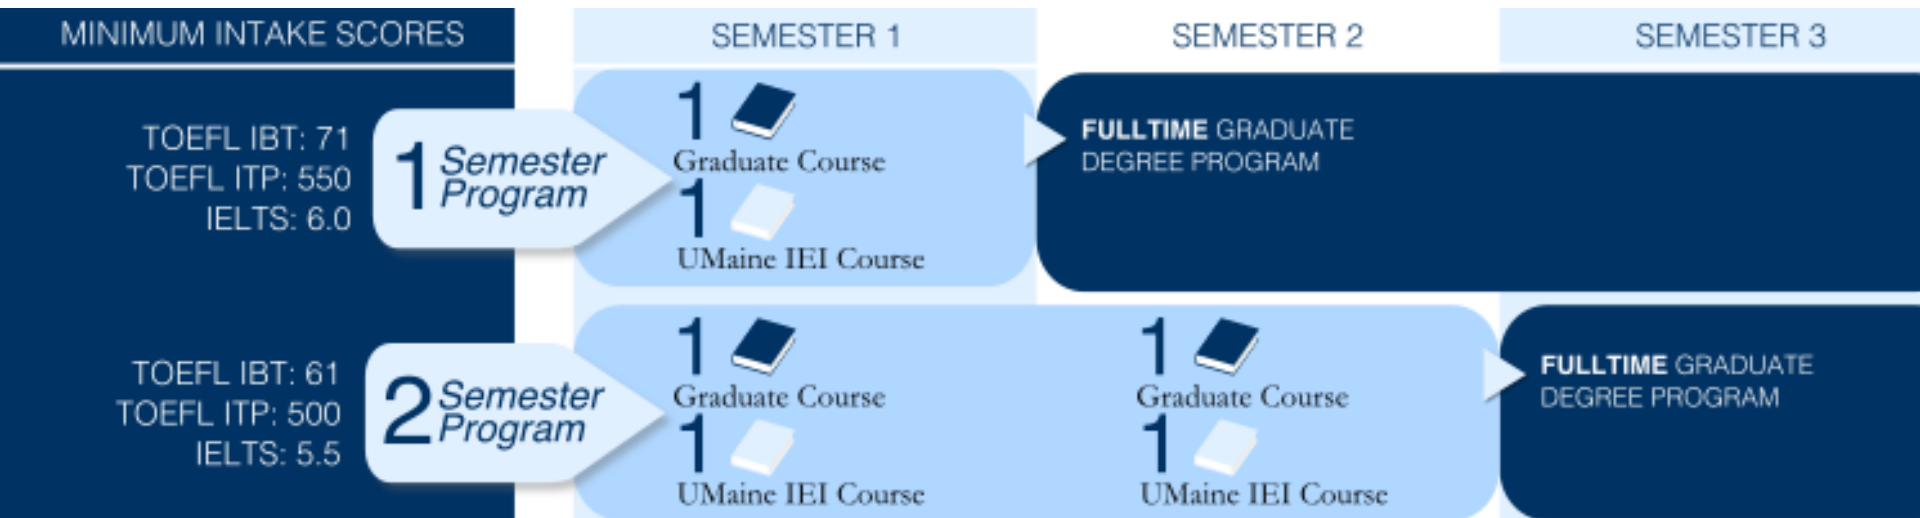 MINIMUM INTAKE SCORES
SEMESTER 1
SEMESTER 2
SEMESTER 3
TOEFL IBT: 71
TOEFL ITP: 550
IELTS: 6.0
1 Semester
Program
1
Graduate Course
1
UMaine IEI Course
FULLTIME GRADUATE
DEGREE PROGRAM
TOEFL IBT: 61
TOEFL ITP: 500
IELTS: 5.5
2 Semester
Program
1
Graduate Course
1
UMaine IEI Course
1
Graduate Course
1
UMaine IEI Course
FULLTIME GRADUATE
DEGREE PROGRAM